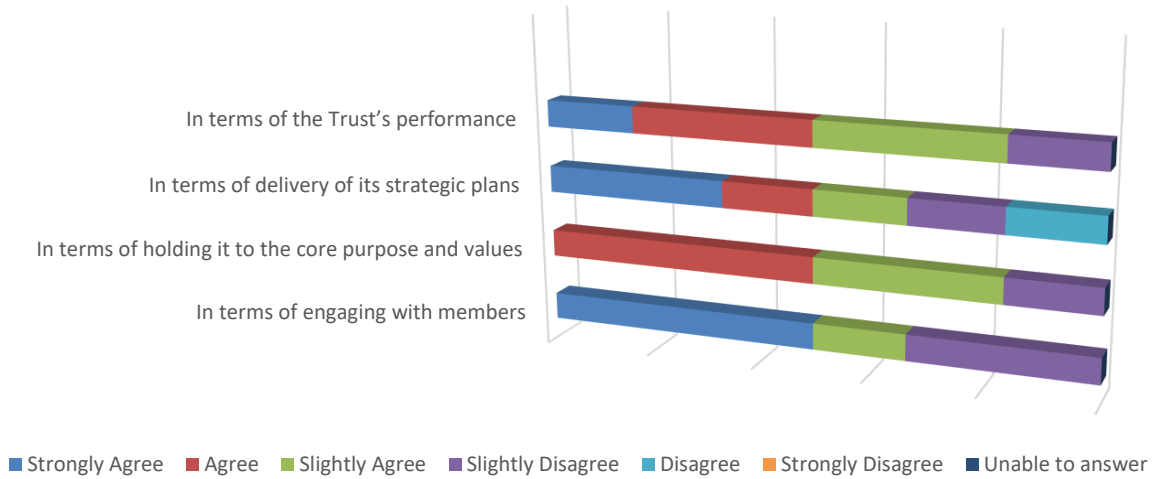 In terms of the Trust’s performance
In terms of delivery of its strategic plans
In terms of holding it to the core purpose and values
In terms of engaging with members
Strongly Agree Agree Slightly Agree Slightly Disagree Disagree Strongly Disagree Unable to answer